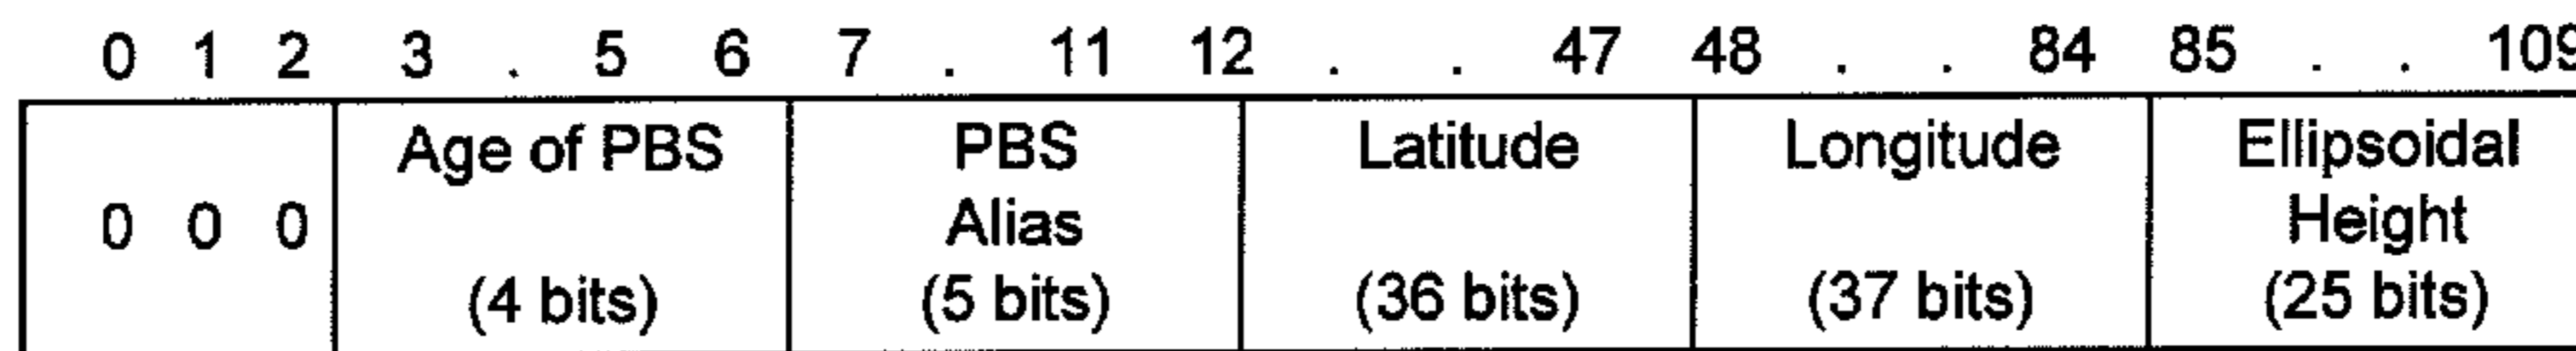 0 1 2 3 . 5 6 7 . 11 12 . . 47 48 . . 84 85 . . 109
Age of PBS PBS Latitude Longitude Ellipsoidal
0 0 0 Alias Height
(4 bits) (5 bits) (36 bits) (37 bits) (25 bits)